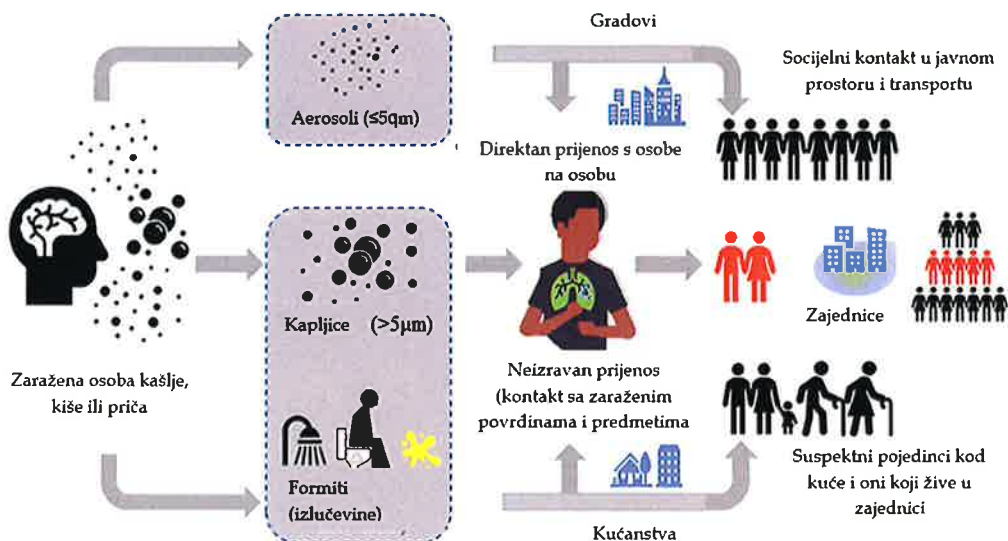 Gradovi
Socijelni kontakt u javnom
prostoru i transportu
Aerosoli (≤5qm)
Direktan prijenos s osobe
na osobu
Kapljice (>5µm)
Zajednice
Zaražena osoba kašlje,
kiše ili priča
Neizravan prijenos
(kontakt sa zaraženim
povrđinama i predmetima
Formiti
(izlučevine)
Suspektni pojedinci kod
kuće i oni koji žive u
zajednici
Kućanstva